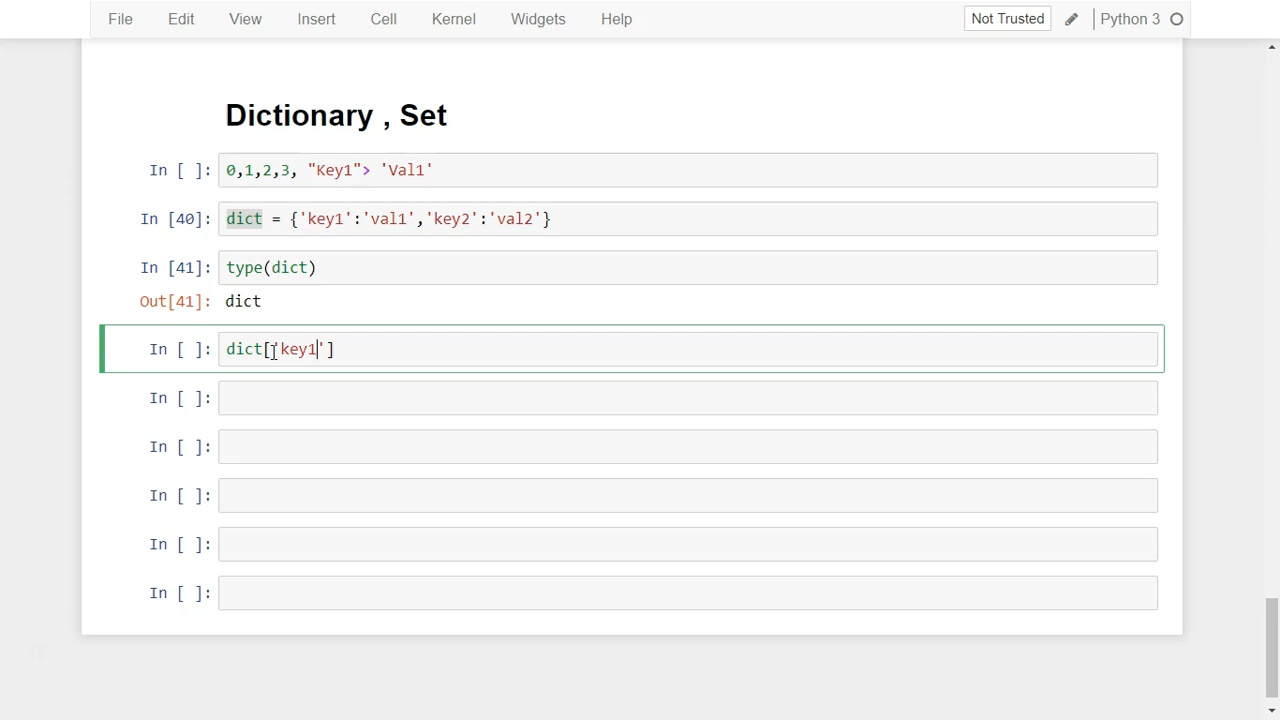 File Edit View Insert Cell Kernel Widgets Help Not Trusted Python 3
Dictionary , Set
In [ ]: 0,1,2,3, "Key1"> 'Val1'
In [40]: dict = {'key1':'val1','key2':'val2'}
In [41]: type(dict)
Out[41]: dict
In [ ]: dict['key1']
In [ ]:
In [ ]:
In [ ]:
In [ ]:
In [ ]: